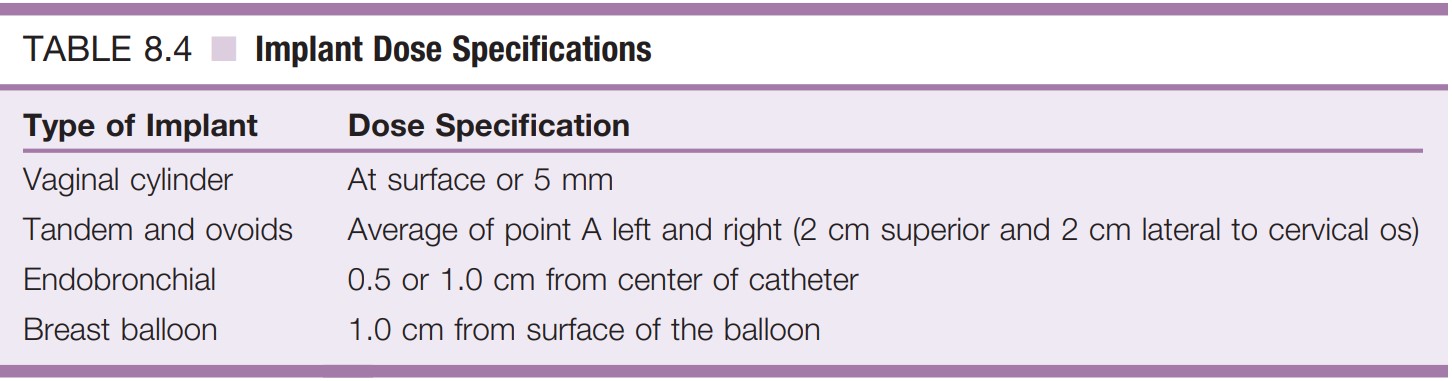 TABLE 8.4 Implant Dose Specifications
Type of Implant Dose Specification
Vaginal cylinder At surface or 5 mm
Tandem and ovoids Average of point A left and right (2 cm superior and 2 cm lateral to cervical os)
Endobronchial 0.5 or 1.0 cm from center of catheter
Breast balloon 1.0 cm from surface of the balloon